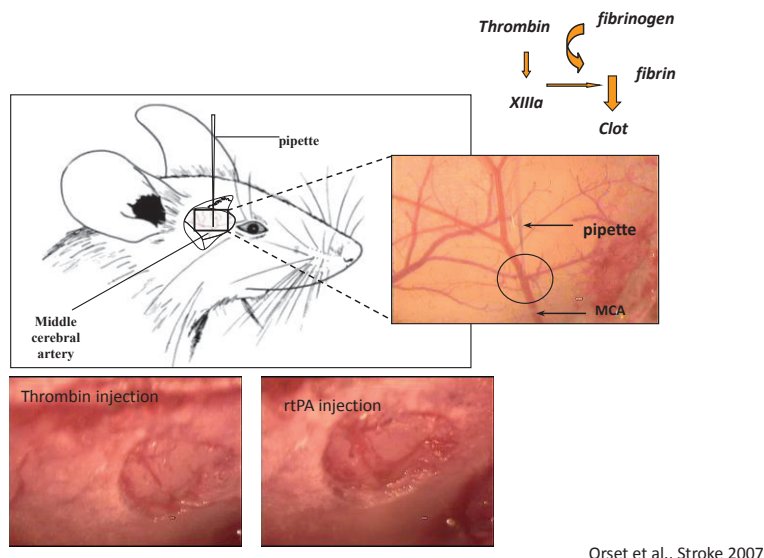 Thrombin
fibrinogen
fibrin
XIIIa
Clot
pipette
pipette
MCA
Middle
cerebral
artery
Thrombin injection
rtPA injection
Orset et al., Stroke 2007